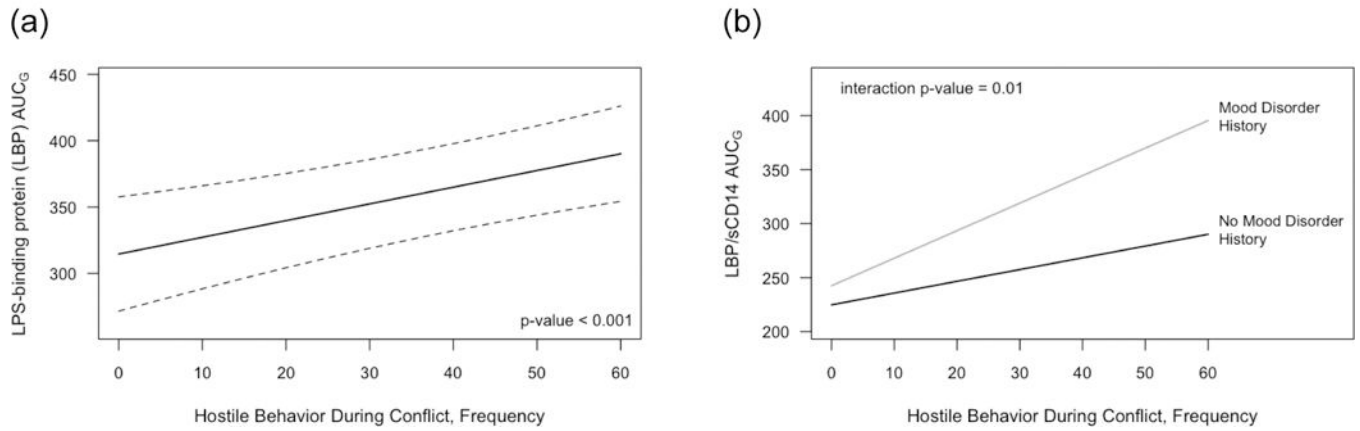 (a)
LPS-binding protein (LBP) AUCG
450
400
350
300
p-value < 0.001
0 10 20 30 40 50 60
Hostile Behavior During Conflict, Frequency
(b)
LBP/sCD14 AUCG
400
350
300
250
200
interaction p-value = 0.01
Mood Disorder
History
No Mood Disorder
History
0 10 20 30 40 50 60
Hostile Behavior During Conflict, Frequency